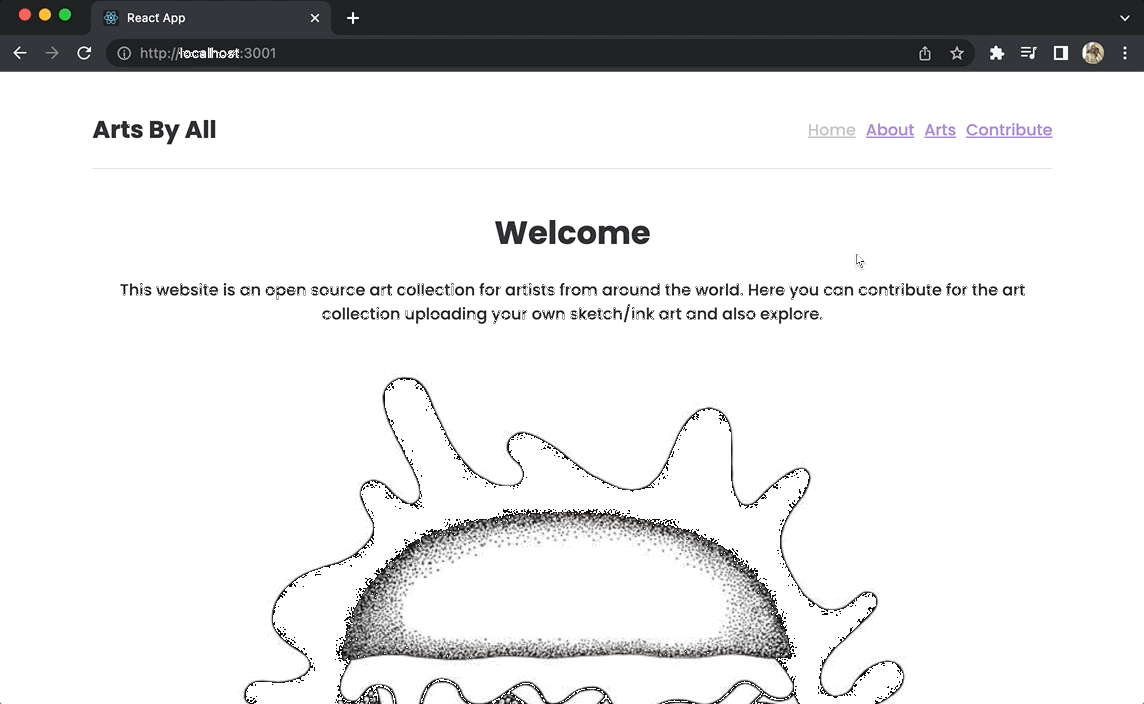 React App
http://localhost:3001
Arts By All
Home About Arts Contribute
Welcome
This website is an open source art collection for artists from around the world. Here you can contribute for the art
collection uploading your own sketch/ink art and also explore.